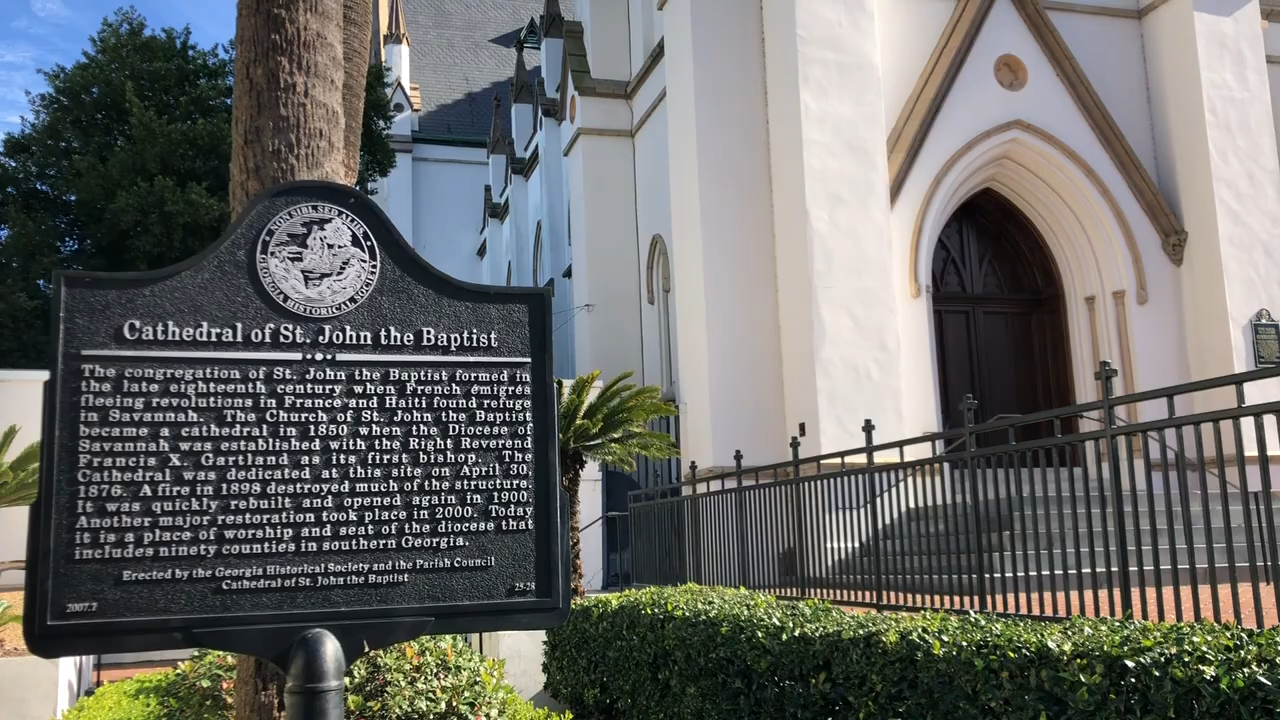 NON SIBI, SED ALIIS.
GEORGIA HISTORICAL SOCIETY
Cathedral of St. John the Baptist
The congregation of St. John the Baptist formed in
the late eighteenth century when French émigrés
fleeing revolutions in France and Haiti found refuge
in Savannah. The Church of St. John the Baptist
became a cathedral in 1850 when the Diocese of
Savannah was established with the Right Reverend
Francis X. Gartland as its first bishop. The
Cathedral was dedicated at this site on April 30,
1876. A fire in 1898 destroyed much of the structure.
It was quickly rebuilt and opened again in 1900.
Another major restoration took place in 2000. Today
it is a place of worship and seat of the diocese that
includes ninety counties in southern Georgia.
Erected by the Georgia Historical Society and the Parish Council
Cathedral of St. John the Baptist
25-28
2007.7